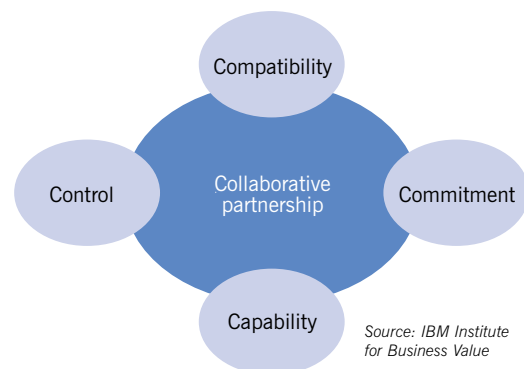 Compatibility
Control
Collaborative
partnership
Commitment
Capability
Source: IBM Institute
for Business Value